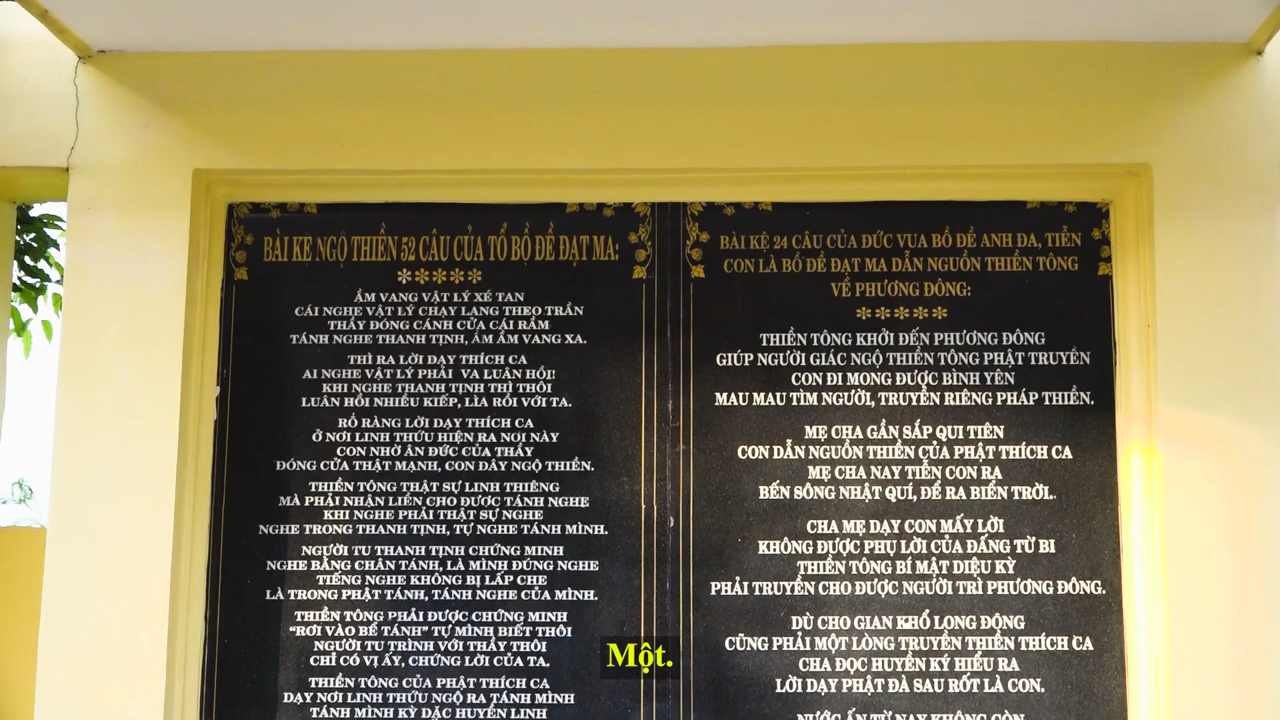 BÀI KỆ NGỘ THIỀN 52 CÂU CỦA TỔ BỒ ĐỀ ĐẠT MA:
ẦM VANG VẬT LÝ XÉ TAN
CÁI NGHE VẬT LÝ CHẠY LANG THEO TRẦN
THẦY ĐÓNG CÁNH CỬA CÁI RẦM
TÁNH NGHE THANH TỊNH, ẦM ẦM VANG XA.
THÌ RA LỜI DẠY THÍCH CA
AI NGHE VẬT LÝ PHẢI VA LUÂN HỒI!
KHI NGHE THANH TỊNH THÌ THÔI
LUÂN HỒI NHIỀU KIẾP, LÌA RỒI VỚI TA.
RỐ RÀNG LỜI DẠY THÍCH CA
Ở NƠI LINH THỨU HIỆN RA NƠI NÀY
CON NHỜ ÂN ĐỨC CỦA THẦY
ĐÓNG CỬA THẬT MẠNH, CON ĐÂY NGỘ THIỀN.
THIỀN TÔNG THẬT SỰ LINH THIÊNG
MÀ PHẢI NHẬN LIỀN CHO ĐƯỢC TÁNH NGHE
KHI NGHE PHẢI THẬT SỰ NGHE
NGHE TRONG THANH TỊNH, TỰ NGHE TÁNH MÌNH.
NGƯỜI TU THANH TỊNH CHỨNG MINH
NGHE BẰNG CHÂN TÁNH, LÀ MÌNH ĐÚNG NGHE
TIẾNG NGHE KHÔNG BỊ LẤP CHE
LÀ TRONG PHẬT TÁNH, TÁNH NGHE CỦA MÌNH.
THIỀN TÔNG PHẢI ĐƯỢC CHỨNG MINH
“RƠI VÀO BỂ TÁNH” TỰ MÌNH BIẾT THÔI
NGƯỜI TU TRÌNH VỚI THẦY THÔI
CHỈ CÓ VỊ ẤY, CHỨNG LỜI CỦA TA.
THIỀN TÔNG CỦA PHẬT THÍCH CA
DẠY NƠI LINH THỨU NGỘ RA TÁNH MÌNH
TÁNH MÌNH KỲ ĐẶC HUYỀN LINH
BÀI KỆ 24 CÂU CỦA ĐỨC VUA BỒ ĐỀ ANH ĐA, TIỄN
CON LÀ BỒ ĐỀ ĐẠT MA DẪN NGUỒN THIỀN TÔNG
VỀ PHƯƠNG ĐÔNG:
THIỀN TÔNG KHỞI ĐẾN PHƯƠNG ĐÔNG
GIÚP NGƯỜI GIÁC NGỘ THIỀN TÔNG PHẬT TRUYỀN
CON ĐI MONG ĐƯỢC BÌNH YÊN
MAU MAU TÌM NGƯỜI, TRUYỀN RIÊNG PHÁP THIỀN.
MẸ CHA GẦN SẮP QUI TIÊN
CON DẪN NGUỒN THIỀN CỦA PHẬT THÍCH CA
MẸ CHA NAY TIỄN CON RA
BẾN SÔNG NHẬT QUÍ, ĐỂ RA BIỂN TRỜI.
CHA MẸ DẠY CON MẤY LỜI
KHÔNG ĐƯỢC PHỤ LỜI CỦA ĐẤNG TỪ BI
THIỀN TÔNG BÍ MẬT DIỆU KỲ
PHẢI TRUYỀN CHO ĐƯỢC NGƯỜI TRÌ PHƯƠNG ĐÔNG.
DÙ CHO GIAN KHỔ LONG ĐỘNG
CŨNG PHẢI MỘT LÒNG TRUYỀN THIỀN THÍCH CA
CHA ĐỌC HUYỀN KÝ HIỂU RA
LỜI DẠY PHẬT ĐÀ SAU RỐT LÀ CON.
NƯỚC ẤN TỪ NAY KHÔNG CÒN
Một.